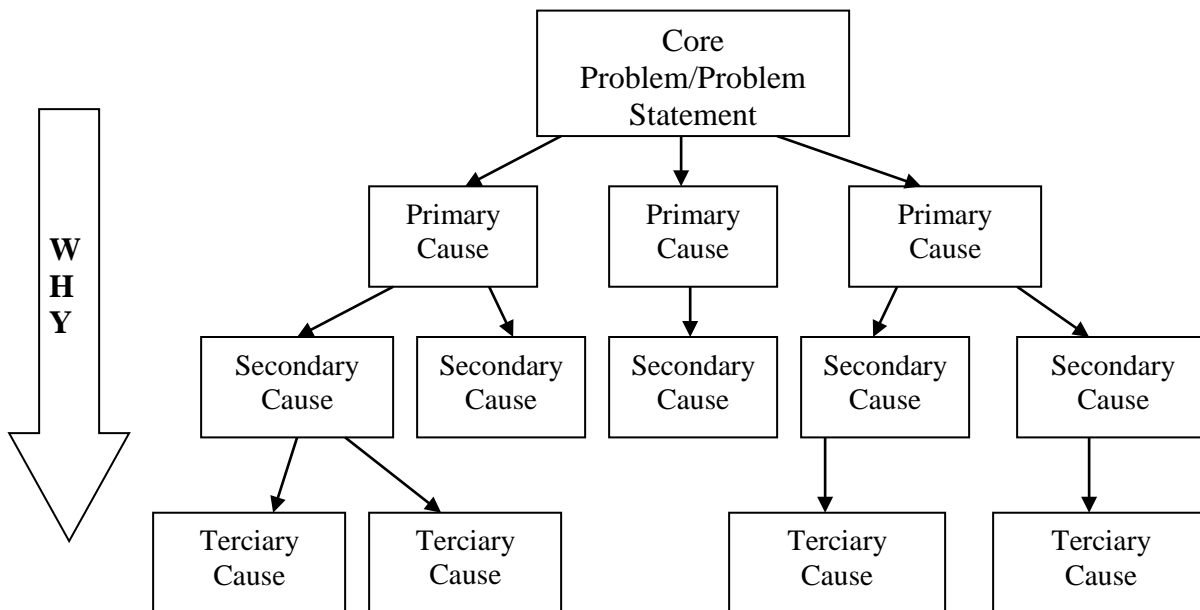 Core
Problem/Problem
Statement
Primary
Cause
Primary
Cause
Primary
Cause
W
H
Y
Secondary
Cause
Secondary
Cause
Secondary
Cause
Secondary
Cause
Secondary
Cause
Terciary
Cause
Terciary
Cause
Terciary
Cause
Terciary
Cause